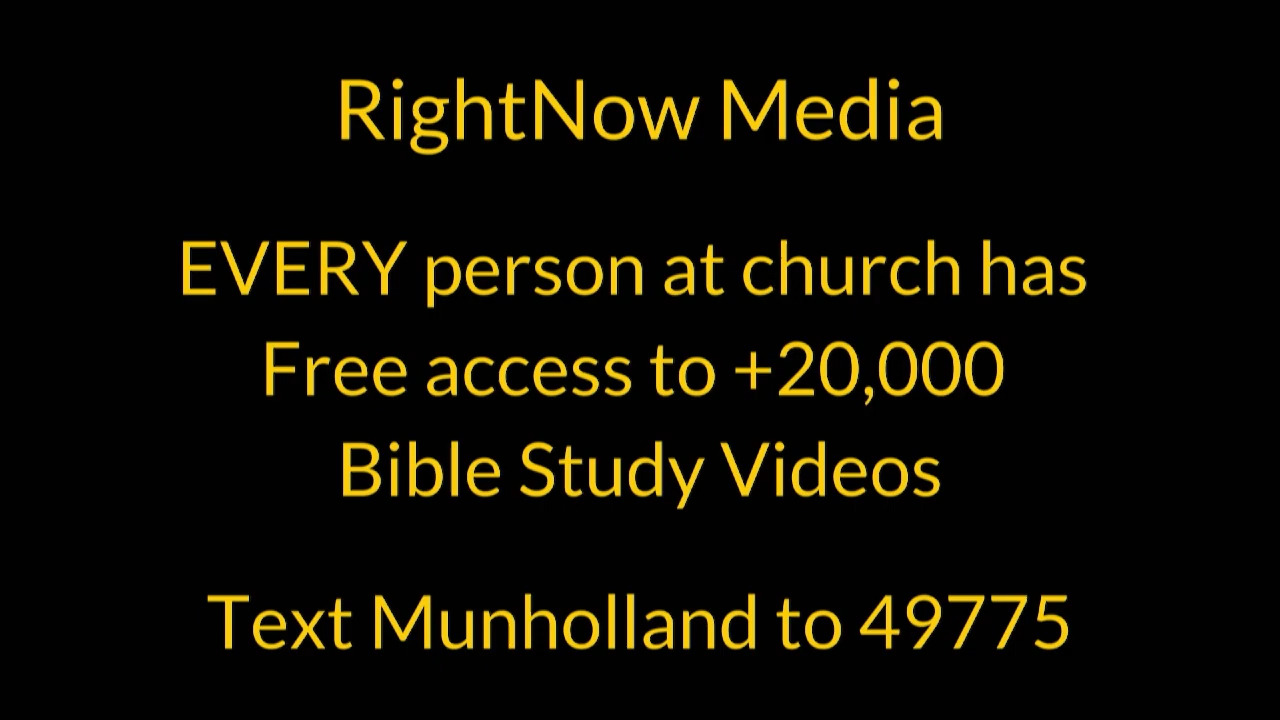 RightNow Media
EVERY person at church has
Free access to +20,000
Bible Study Videos
Text Munholland to 49775